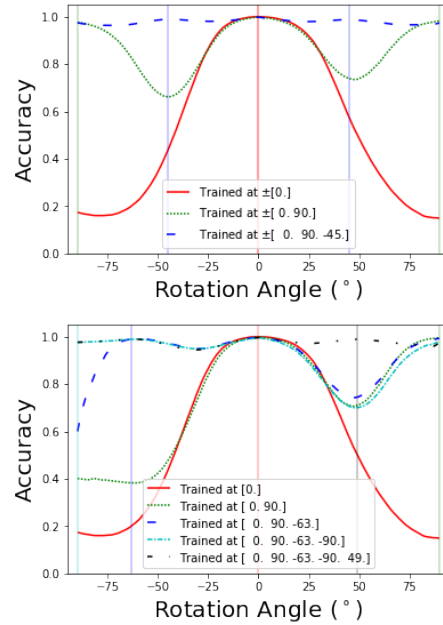 1.0
0.8
0.6
0.4
0.2
0.0
Accuracy
Trained at ±[0.]
Trained at ±[ 0. 90.]
Trained at ±[ 0. 90. -45.]
−75 −50 −25 0 25 50 75
Rotation Angle (°)
1.0
0.8
0.6
0.4
0.2
0.0
Accuracy
Trained at [0.]
Trained at [ 0. 90.]
Trained at [ 0. 90. -63.]
Trained at [ 0. 90. -63. -90.]
Trained at [ 0. 90. -63. -90. 49.]
−75 −50 −25 0 25 50 75
Rotation Angle (°)